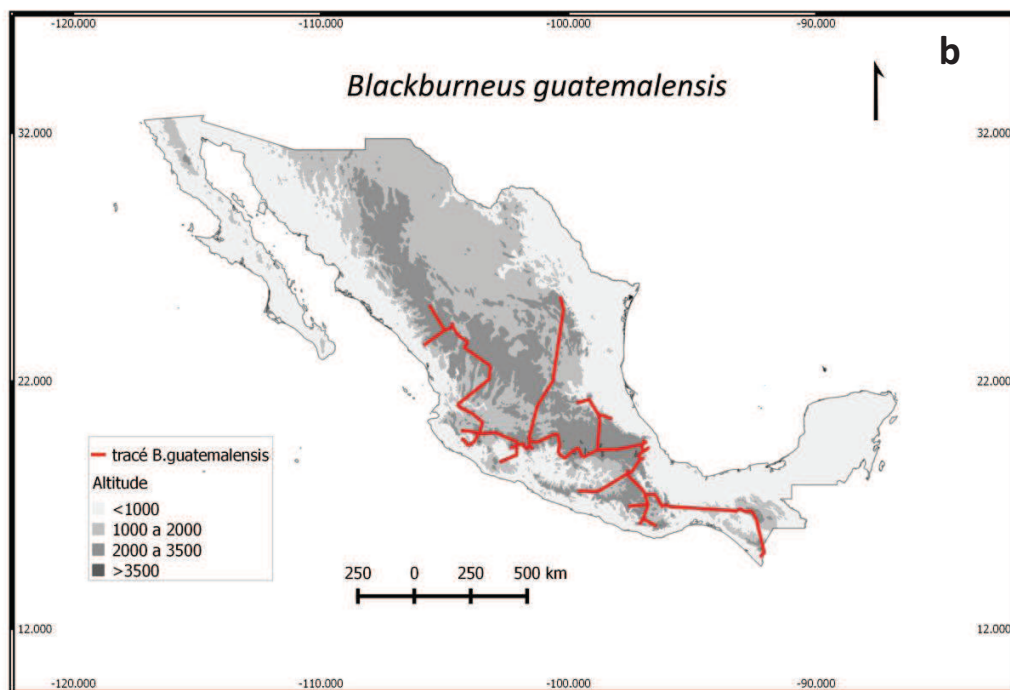 -120.000 -110.000 -100.000 -90.000
b
Blackburneus guatemalensis
32.000 32.000
22.000 22.000
tracé B.guatemalensis
Altitude
<1000
1000 a 2000
2000 a 3500
>3500
250 0 250 500 km
12.000 12.000
-120.000 -110.000 -100.000 -90.000